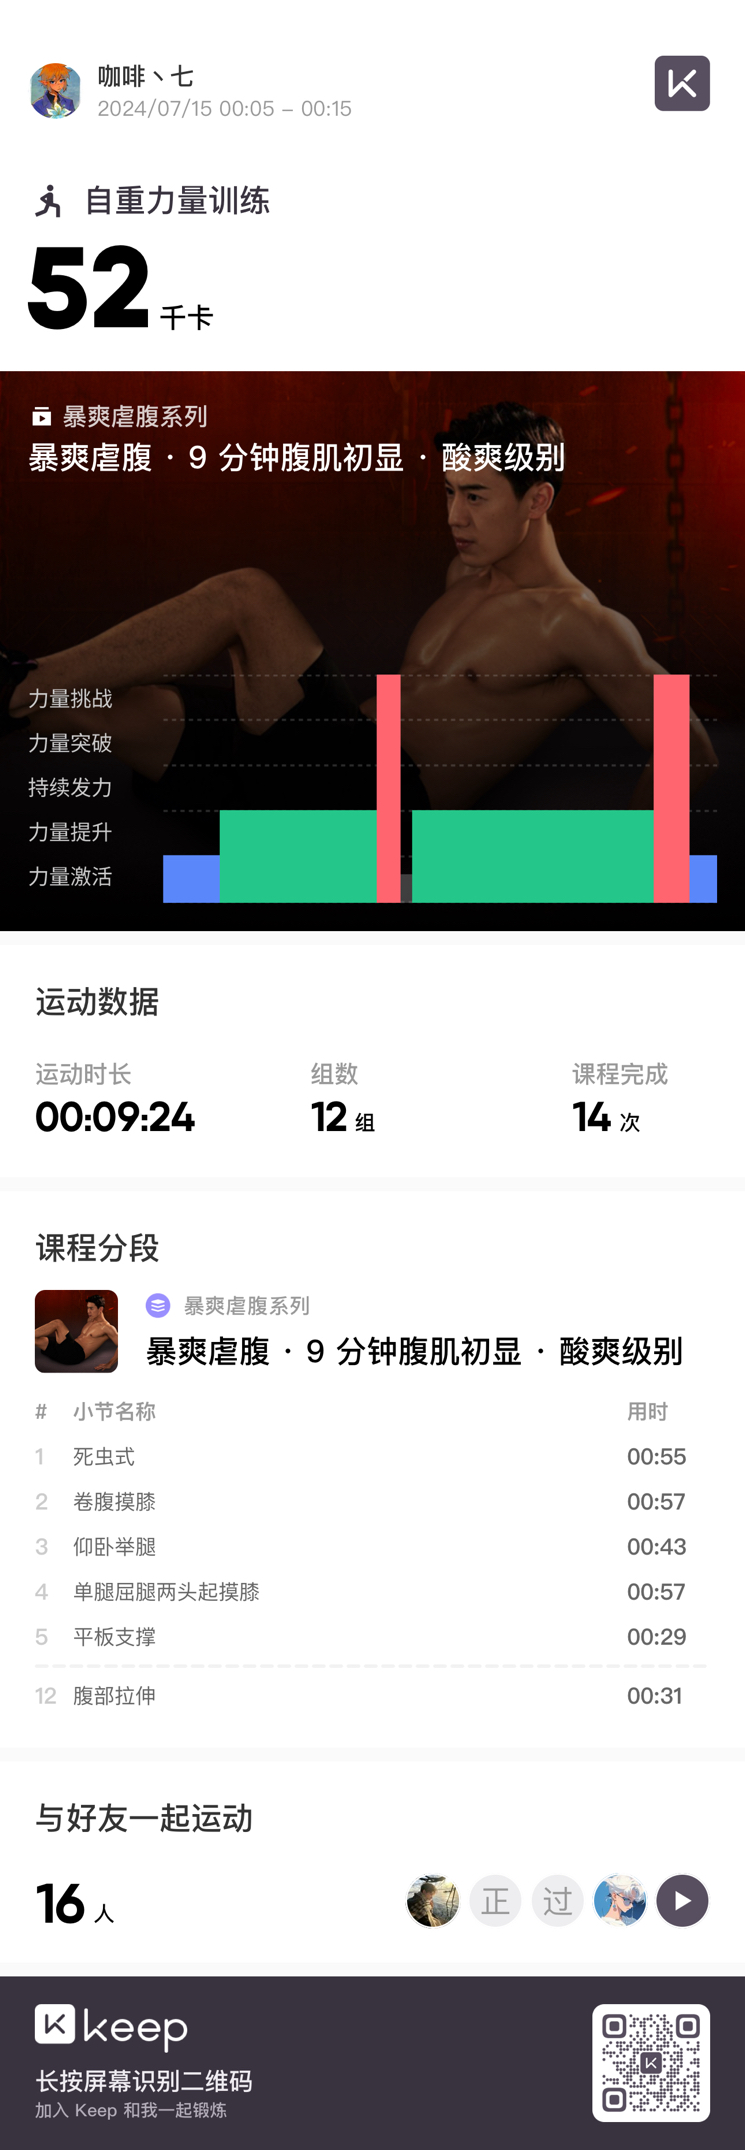 咖啡丶七
2024/07/15 00:05 – 00:15
自重力量训练
52 千卡
暴爽虐腹系列
暴爽虐腹 · 9 分钟腹肌初显 · 酸爽级别
力量挑战
力量突破
持续发力
力量提升
力量激活
运动数据
运动时长 组数 课程完成
00:09:24 12 组 14 次
课程分段
暴爽虐腹系列
暴爽虐腹 · 9 分钟腹肌初显 · 酸爽级别
# 小节名称 用时
1 死虫式 00:55
2 卷腹摸膝 00:57
3 仰卧举腿 00:43
4 单腿屈腿两头起摸膝 00:57
5 平板支撑 00:29
12 腹部拉伸 00:31
与好友一起运动
16 人 正 过
keep
长按屏幕识别二维码
加入 Keep 和我一起锻炼